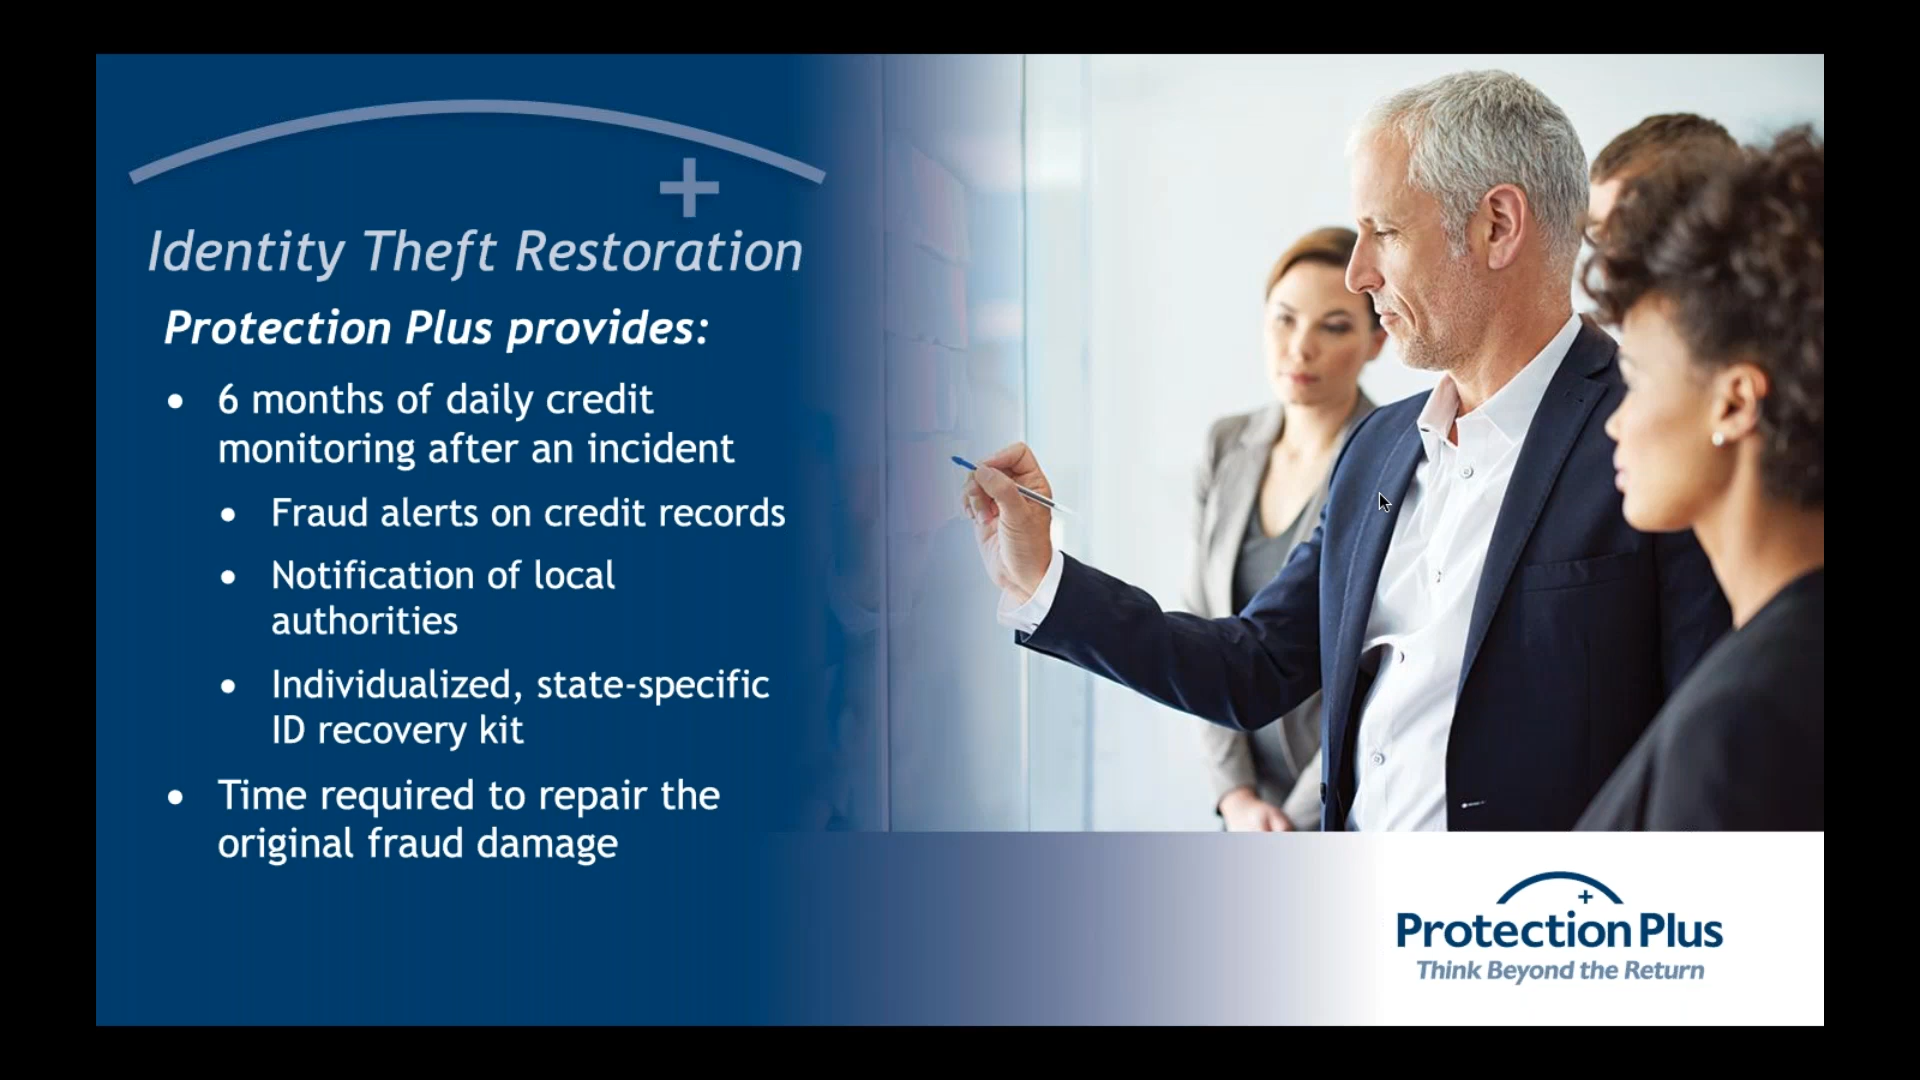 Identity Theft Restoration
Protection Plus provides:
• 6 months of daily credit
monitoring after an incident
• Fraud alerts on credit records
• Notification of local
authorities
• Individualized, state-specific
ID recovery kit
• Time required to repair the
original fraud damage
Protection Plus
Think Beyond the Return